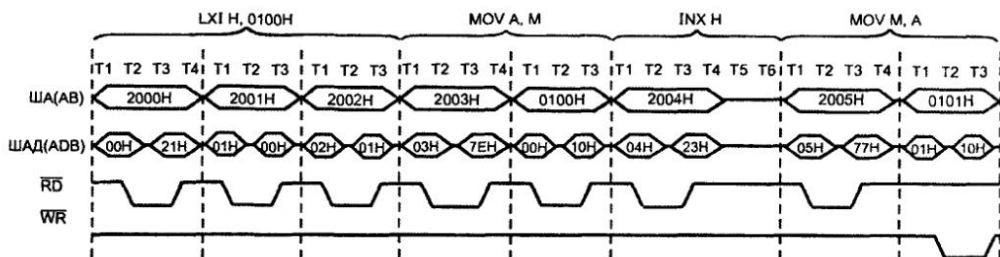 LXI H, 0100H MOV A, M INX H MOV M, A
T1 T2 T3 T4 T1 T2 T3 T1 T2 T3 T1 T2 T3 T4 T1 T2 T3 T1 T2 T3 T4 T5 T6 T1 T2 T3 T4 T1 T2 T3
ША(АВ) 2000H 2001H 2002H 2003H 0100H 2004H 2005H 0101H
ШАД(ADB) 00H 21H 01H 00H 02H 01H 03H 7EH 00H 10H 04H 23H 05H 77H 01H 10H
RD
WR